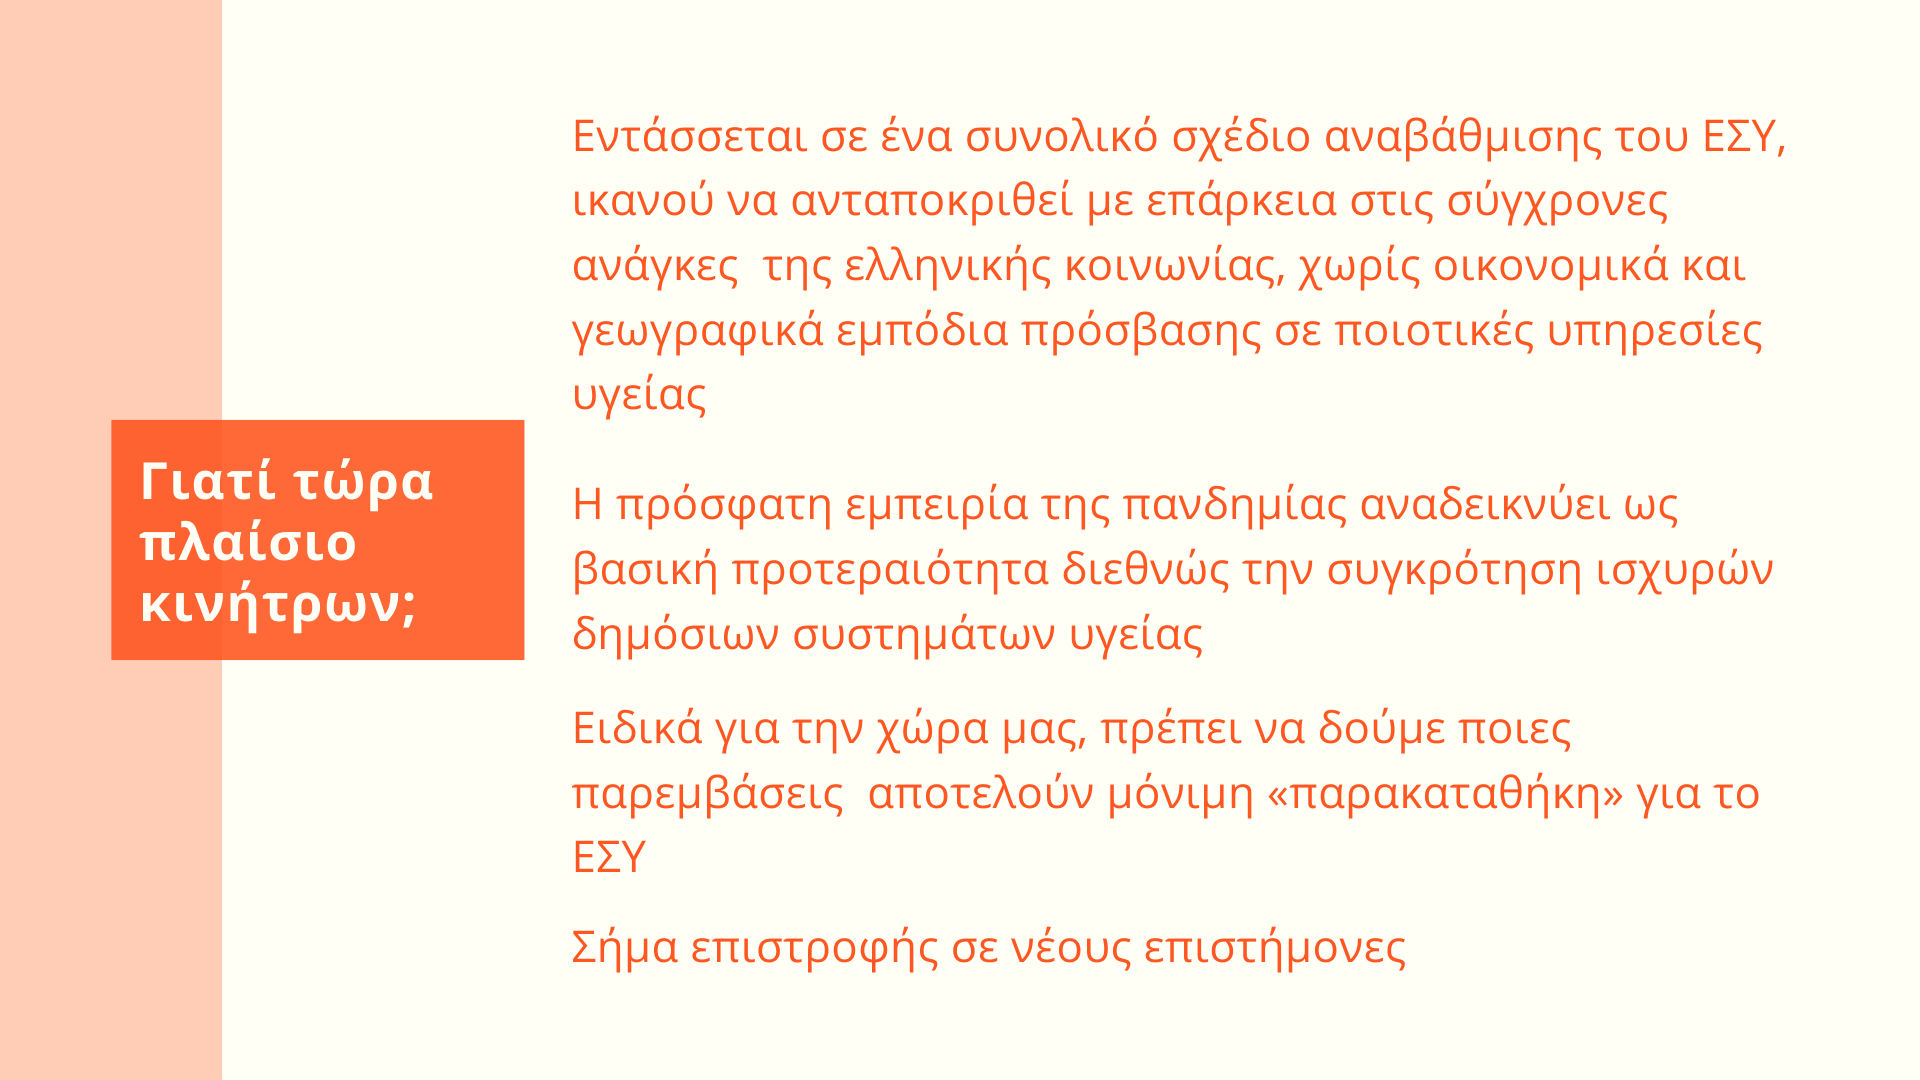 Γιατί τώρα
πλαίσιο
κινήτρων;
Εντάσσεται σε ένα συνολικό σχέδιο αναβάθμισης του ΕΣΥ,
ικανού να ανταποκριθεί με επάρκεια στις σύγχρονες
ανάγκες  της ελληνικής κοινωνίας, χωρίς οικονομικά και
γεωγραφικά εμπόδια πρόσβασης σε ποιοτικές υπηρεσίες
υγείας
Η πρόσφατη εμπειρία της πανδημίας αναδεικνύει ως
βασική προτεραιότητα διεθνώς την συγκρότηση ισχυρών
δημόσιων συστημάτων υγείας
Ειδικά για την χώρα μας, πρέπει να δούμε ποιες
παρεμβάσεις  αποτελούν μόνιμη «παρακαταθήκη» για το
ΕΣΥ
Σήμα επιστροφής σε νέους επιστήμονες